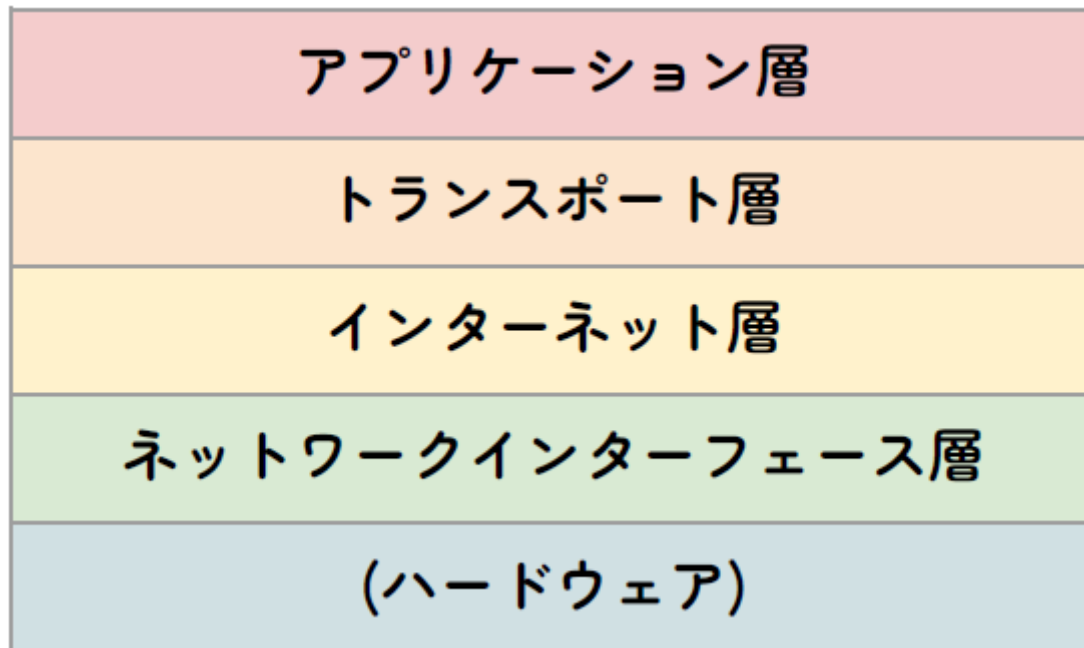 アプリケーション層
トランスポート層
インターネット層
ネットワークインターフェース層
(ハードウェア)